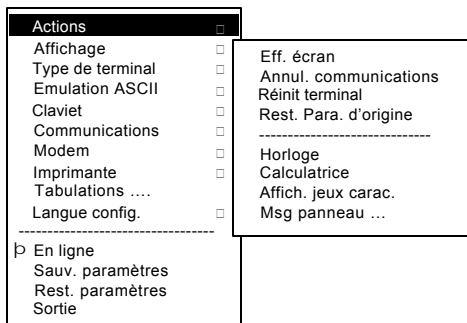 Actions
Affichage
Type de terminal
Emulation ASCII
Claviet
Communications
Modem
Imprimante
Tabulations ....
Langue config.
----------------------------------
þ En ligne
Sauv. paramètres
Rest. paramètres
Sortie
Eff. écran
Annul. communications
Réinit terminal
Rest. Para. d'origine
------------------------------
Horloge
Calculatrice
Affich. jeux carac.
Msg panneau ...